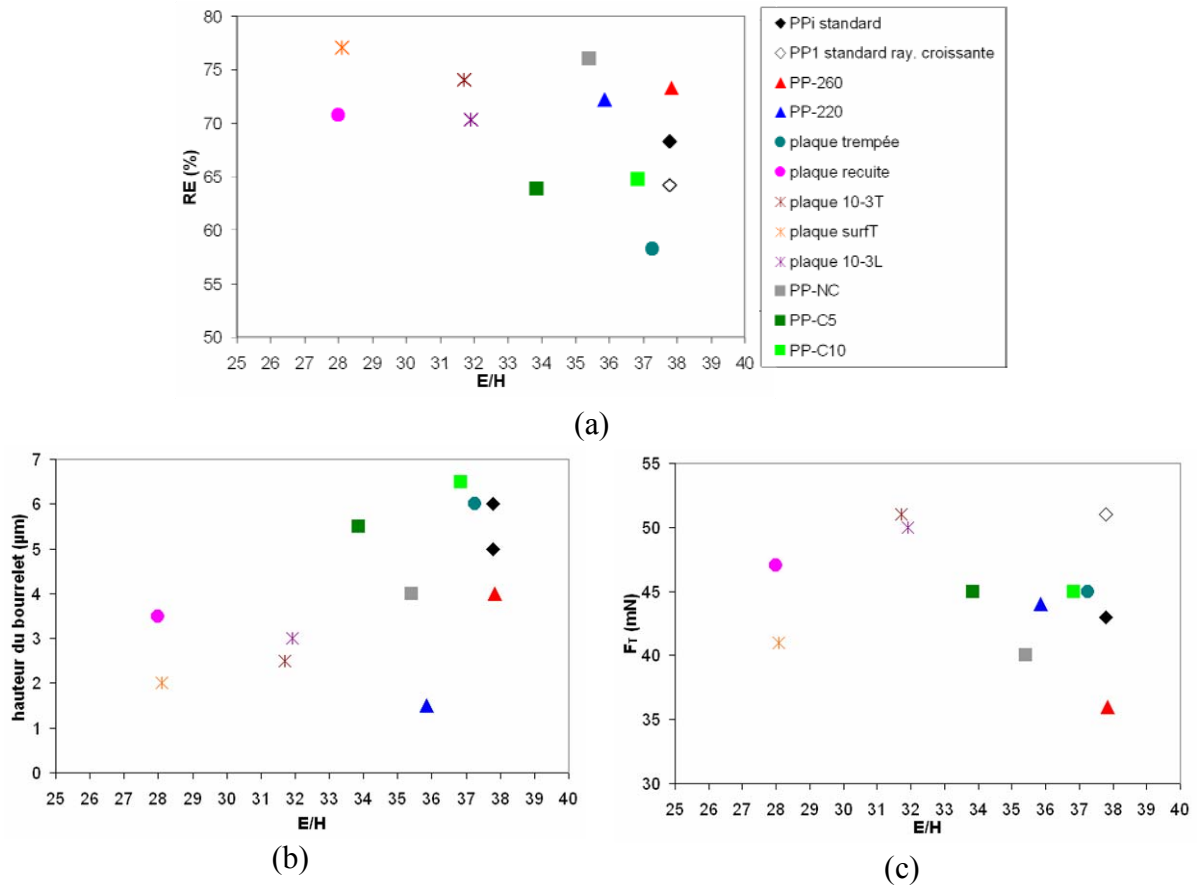 80
75
70
65
60
55
50
RE (%)
25 26 27 28 29 30 31 32 33 34 35 36 37 38 39 40
E/H
PPi standard
PP1 standard ray. croissante
PP-260
PP-220
plaque trempée
plaque recuite
plaque 10-3T
plaque surfT
plaque 10-3L
PP-NC
PP-C5
PP-C10
(a)
7
6
5
4
3
2
1
0
hauteur du bourrelet (µm)
25 26 27 28 29 30 31 32 33 34 35 36 37 38 39 40
E/H
(b)
55
50
45
40
35
30
FT (mN)
25 26 27 28 29 30 31 32 33 34 35 36 37 38 39 40
E/H
(c)